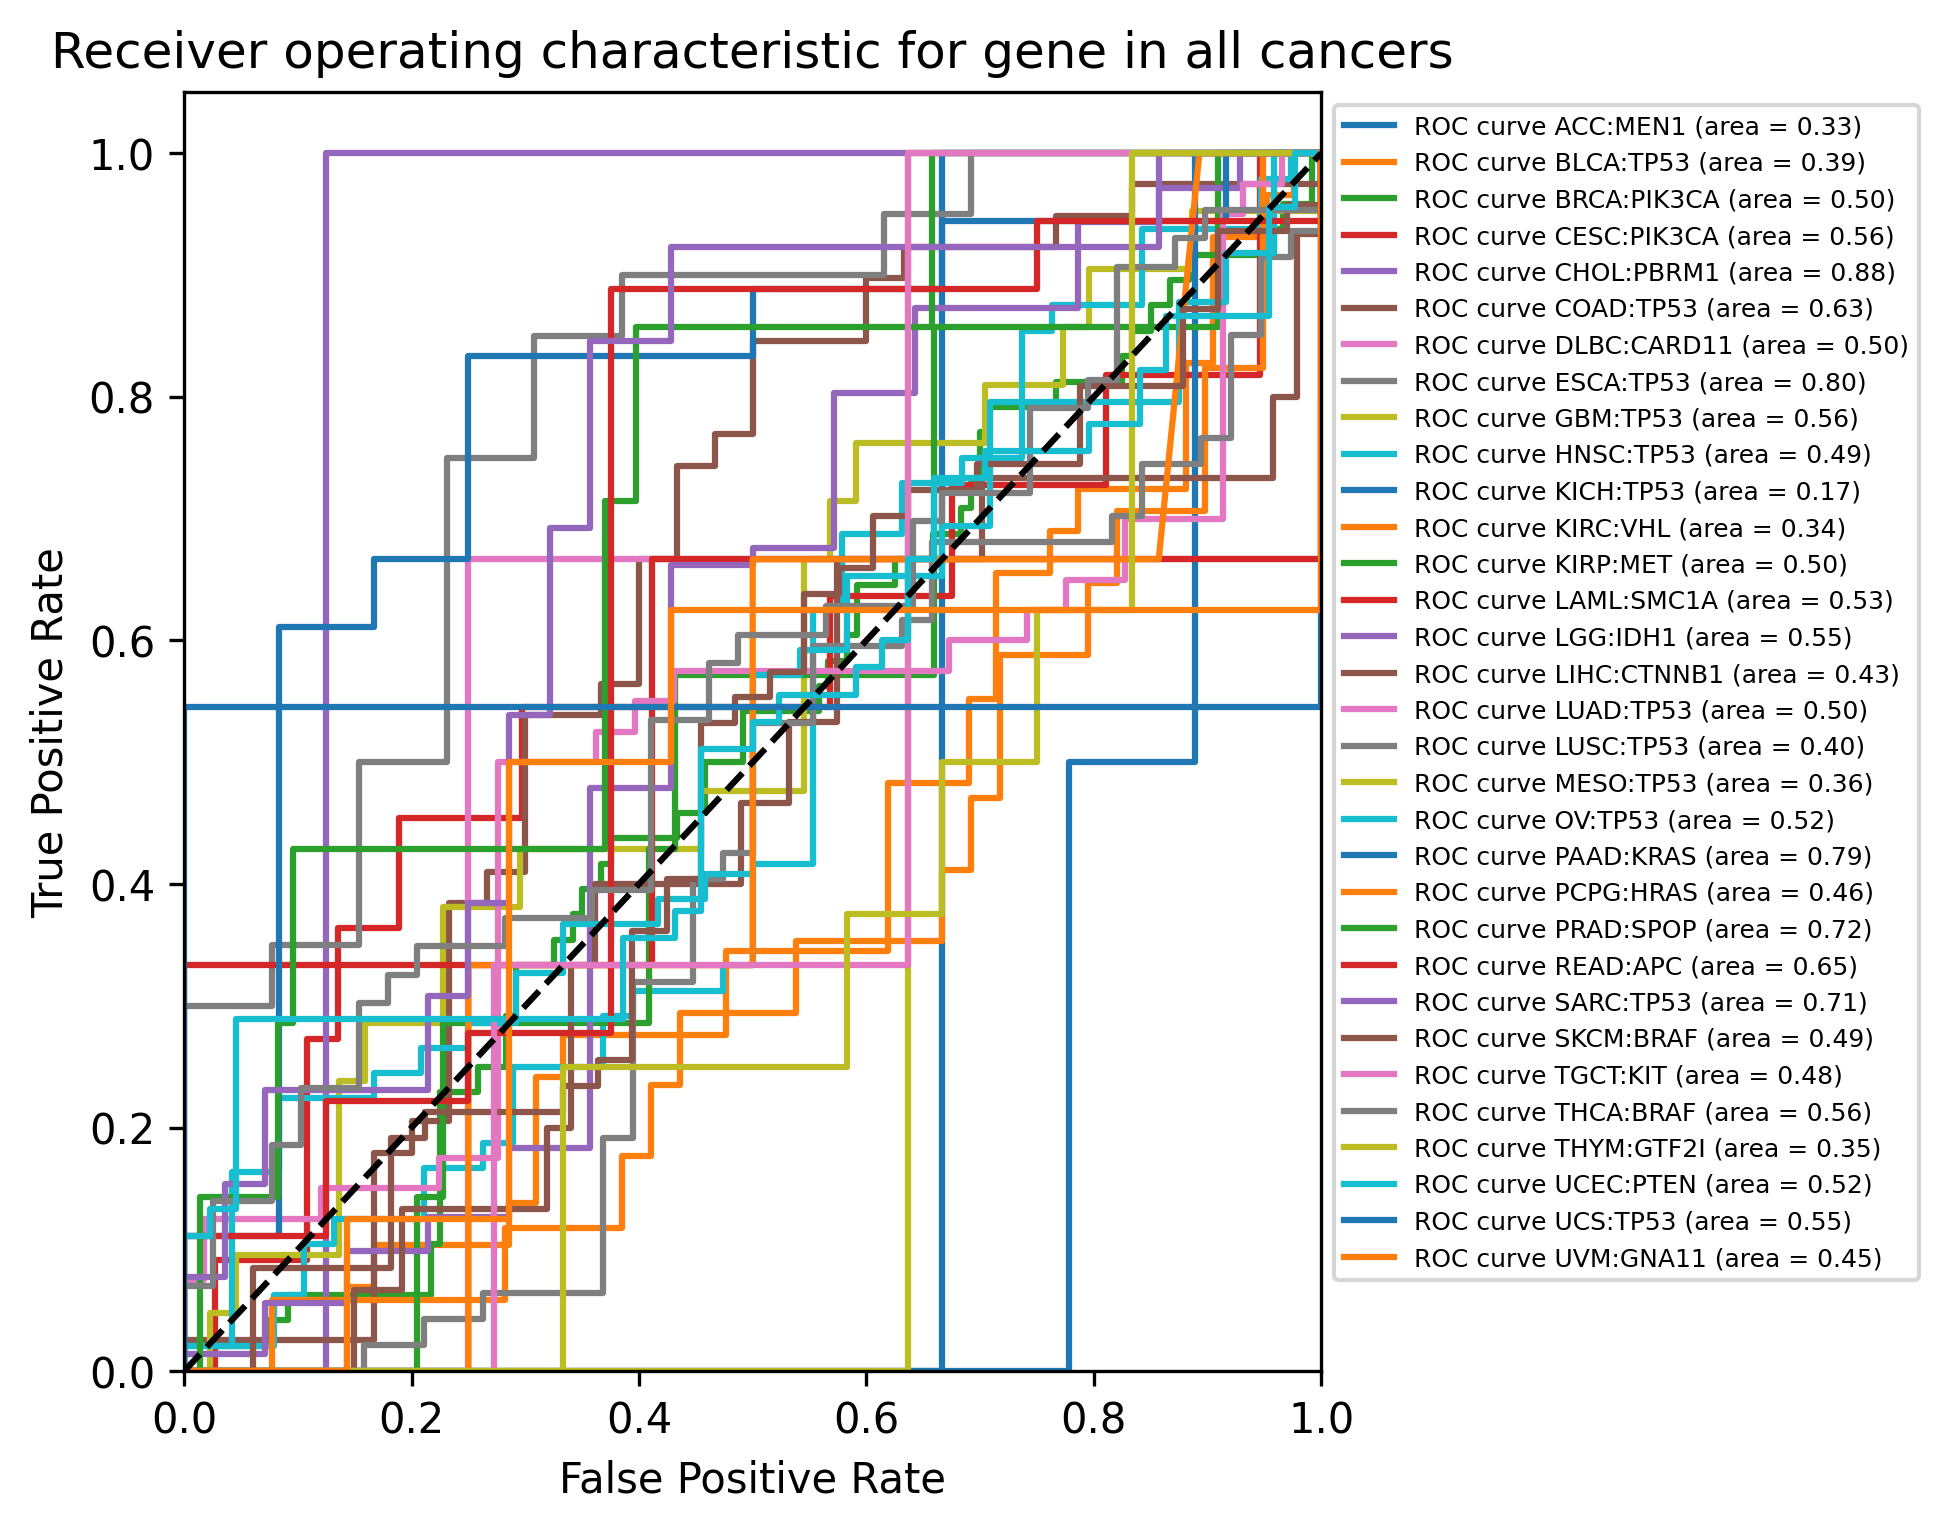 Receiver operating characteristic for gene in all cancers
1.0
0.8
0.6
0.4
0.2
0.0
True Positive Rate
0.0 0.2 0.4 0.6 0.8 1.0
False Positive Rate
ROC curve ACC:MEN1 (area = 0.33)
ROC curve BLCA:TP53 (area = 0.39)
ROC curve BRCA:PIK3CA (area = 0.50)
ROC curve CESC:PIK3CA (area = 0.56)
ROC curve CHOL:PBRM1 (area = 0.88)
ROC curve COAD:TP53 (area = 0.63)
ROC curve DLBC:CARD11 (area = 0.50)
ROC curve ESCA:TP53 (area = 0.80)
ROC curve GBM:TP53 (area = 0.56)
ROC curve HNSC:TP53 (area = 0.49)
ROC curve KICH:TP53 (area = 0.17)
ROC curve KIRC:VHL (area = 0.34)
ROC curve KIRP:MET (area = 0.50)
ROC curve LAML:SMC1A (area = 0.53)
ROC curve LGG:IDH1 (area = 0.55)
ROC curve LIHC:CTNNB1 (area = 0.43)
ROC curve LUAD:TP53 (area = 0.50)
ROC curve LUSC:TP53 (area = 0.40)
ROC curve MESO:TP53 (area = 0.36)
ROC curve OV:TP53 (area = 0.52)
ROC curve PAAD:KRAS (area = 0.79)
ROC curve PCPG:HRAS (area = 0.46)
ROC curve PRAD:SPOP (area = 0.72)
ROC curve READ:APC (area = 0.65)
ROC curve SARC:TP53 (area = 0.71)
ROC curve SKCM:BRAF (area = 0.49)
ROC curve TGCT:KIT (area = 0.48)
ROC curve THCA:BRAF (area = 0.56)
ROC curve THYM:GTF2I (area = 0.35)
ROC curve UCEC:PTEN (area = 0.52)
ROC curve UCS:TP53 (area = 0.55)
ROC curve UVM:GNA11 (area = 0.45)